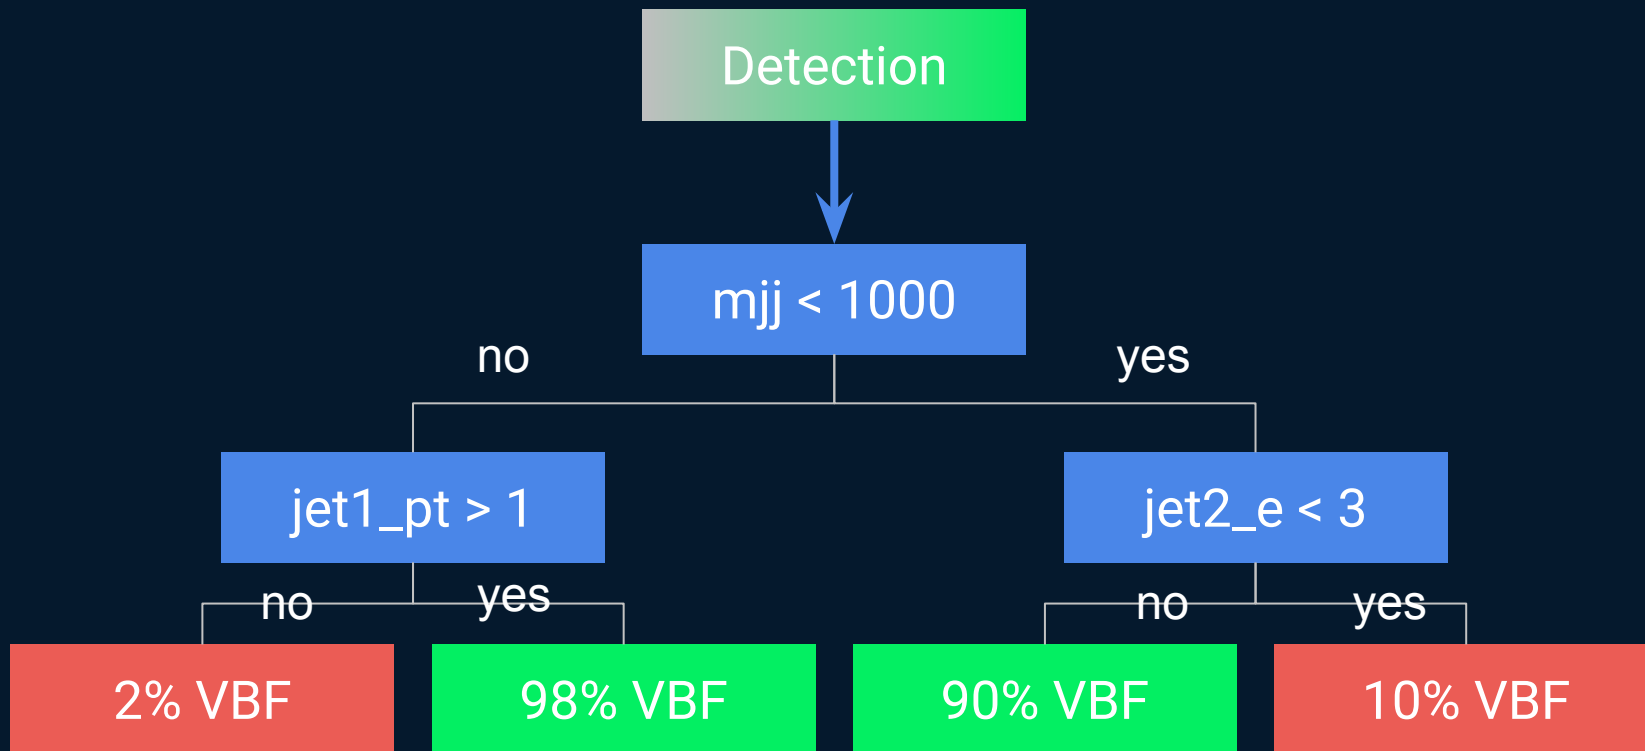 Detection
mjj < 1000
no
yes
jet1_pt > 1
jet2_e < 3
no
yes
no
yes
2% VBF
98% VBF
90% VBF
10% VBF